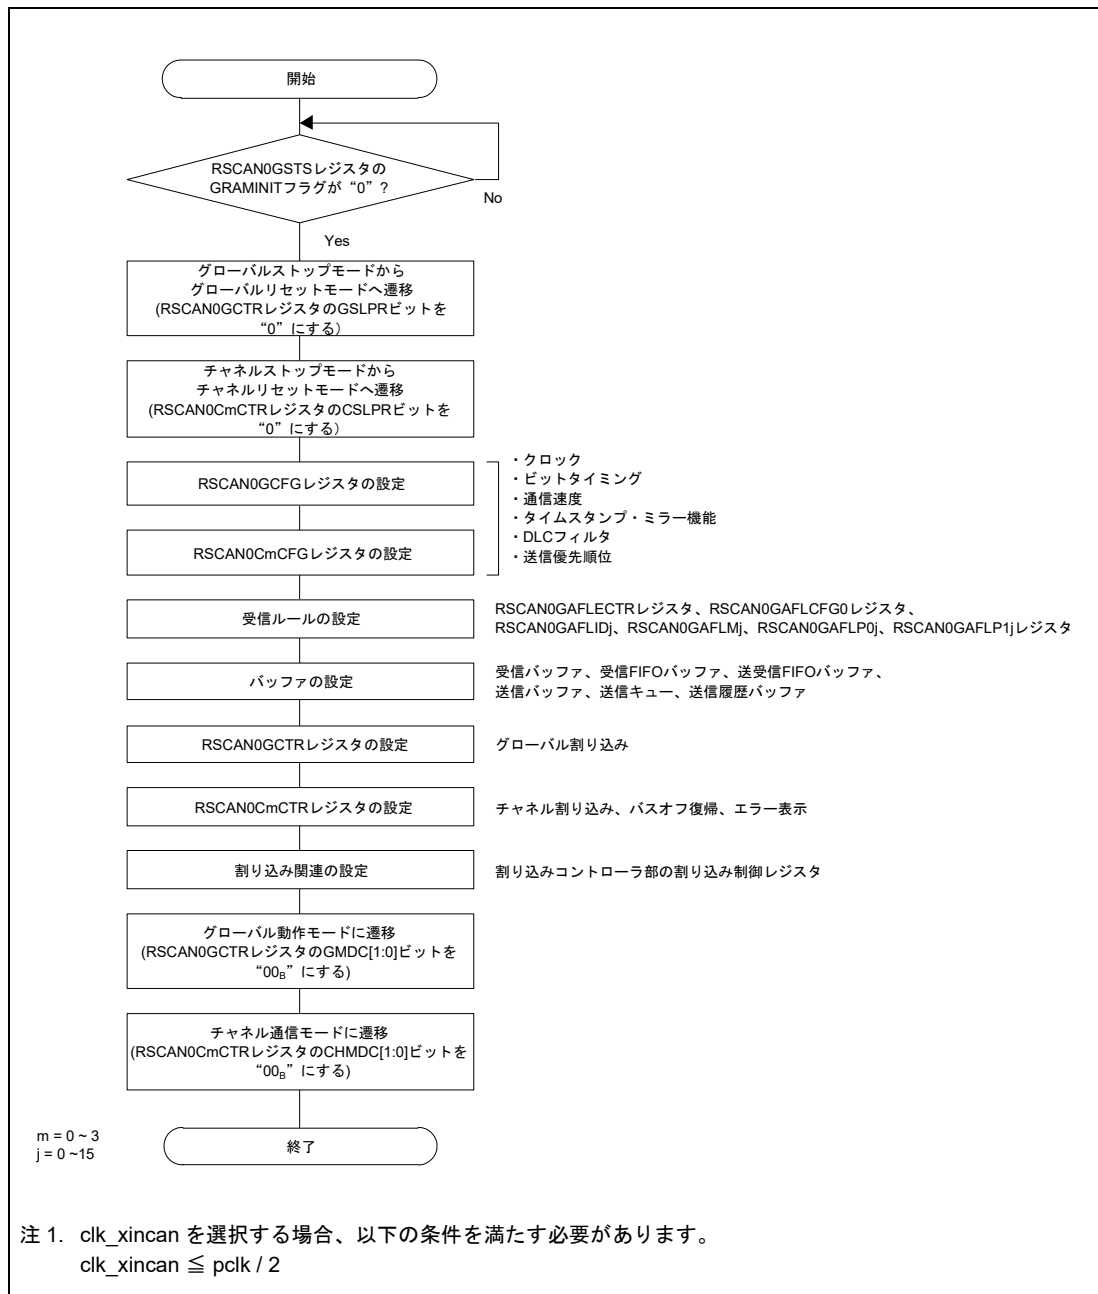 開始
RSCAN0GSTSレジスタの
GRAMINITフラグが“0”?
No
Yes
グローバルストップモードから
グローバルリセットモードへ遷移
(RSCAN0GCTRレジスタのGSLPRビットを
“0”にする)
チャネルストップモードから
チャネルリセットモードへ遷移
(RSCAN0CmCTRレジスタのCSLPRビットを
“0”にする)
RSCAN0GCFGレジスタの設定
RSCAN0CmCFGレジスタの設定
・クロック
・ビットタイミング
・通信速度
・タイムスタンプ・ミラー機能
・DLCフィルタ
・送信優先順位
受信ルールの設定
RSCAN0GAFLECTRレジスタ、RSCAN0GAFLCFG0レジスタ、
RSCAN0GAFLIDj、RSCAN0GAFLMj、RSCAN0GAFLP0j、RSCAN0GAFLP1jレジスタ
バッファの設定
受信バッファ、受信FIFOバッファ、送受信FIFOバッファ、
送信バッファ、送信キュー、送信履歴バッファ
RSCAN0GCTRレジスタの設定
グローバル割り込み
RSCAN0CmCTRレジスタの設定
チャネル割り込み、バスオフ復帰、エラー表示
割り込み関連の設定
割り込みコントローラ部の割り込み制御レジスタ
グローバル動作モードに遷移
(RSCAN0GCTRレジスタのGMDC[1:0]ビットを
“00B”にする)
チャネル通信モードに遷移
(RSCAN0CmCTRレジスタのCHMDC[1:0]ビットを
“00B”にする)
終了
m = 0 ~ 3
j = 0 ~15
注 1. clk_xincan を選択する場合、以下の条件を満たす必要があります。
clk_xincan ≦ pclk / 2